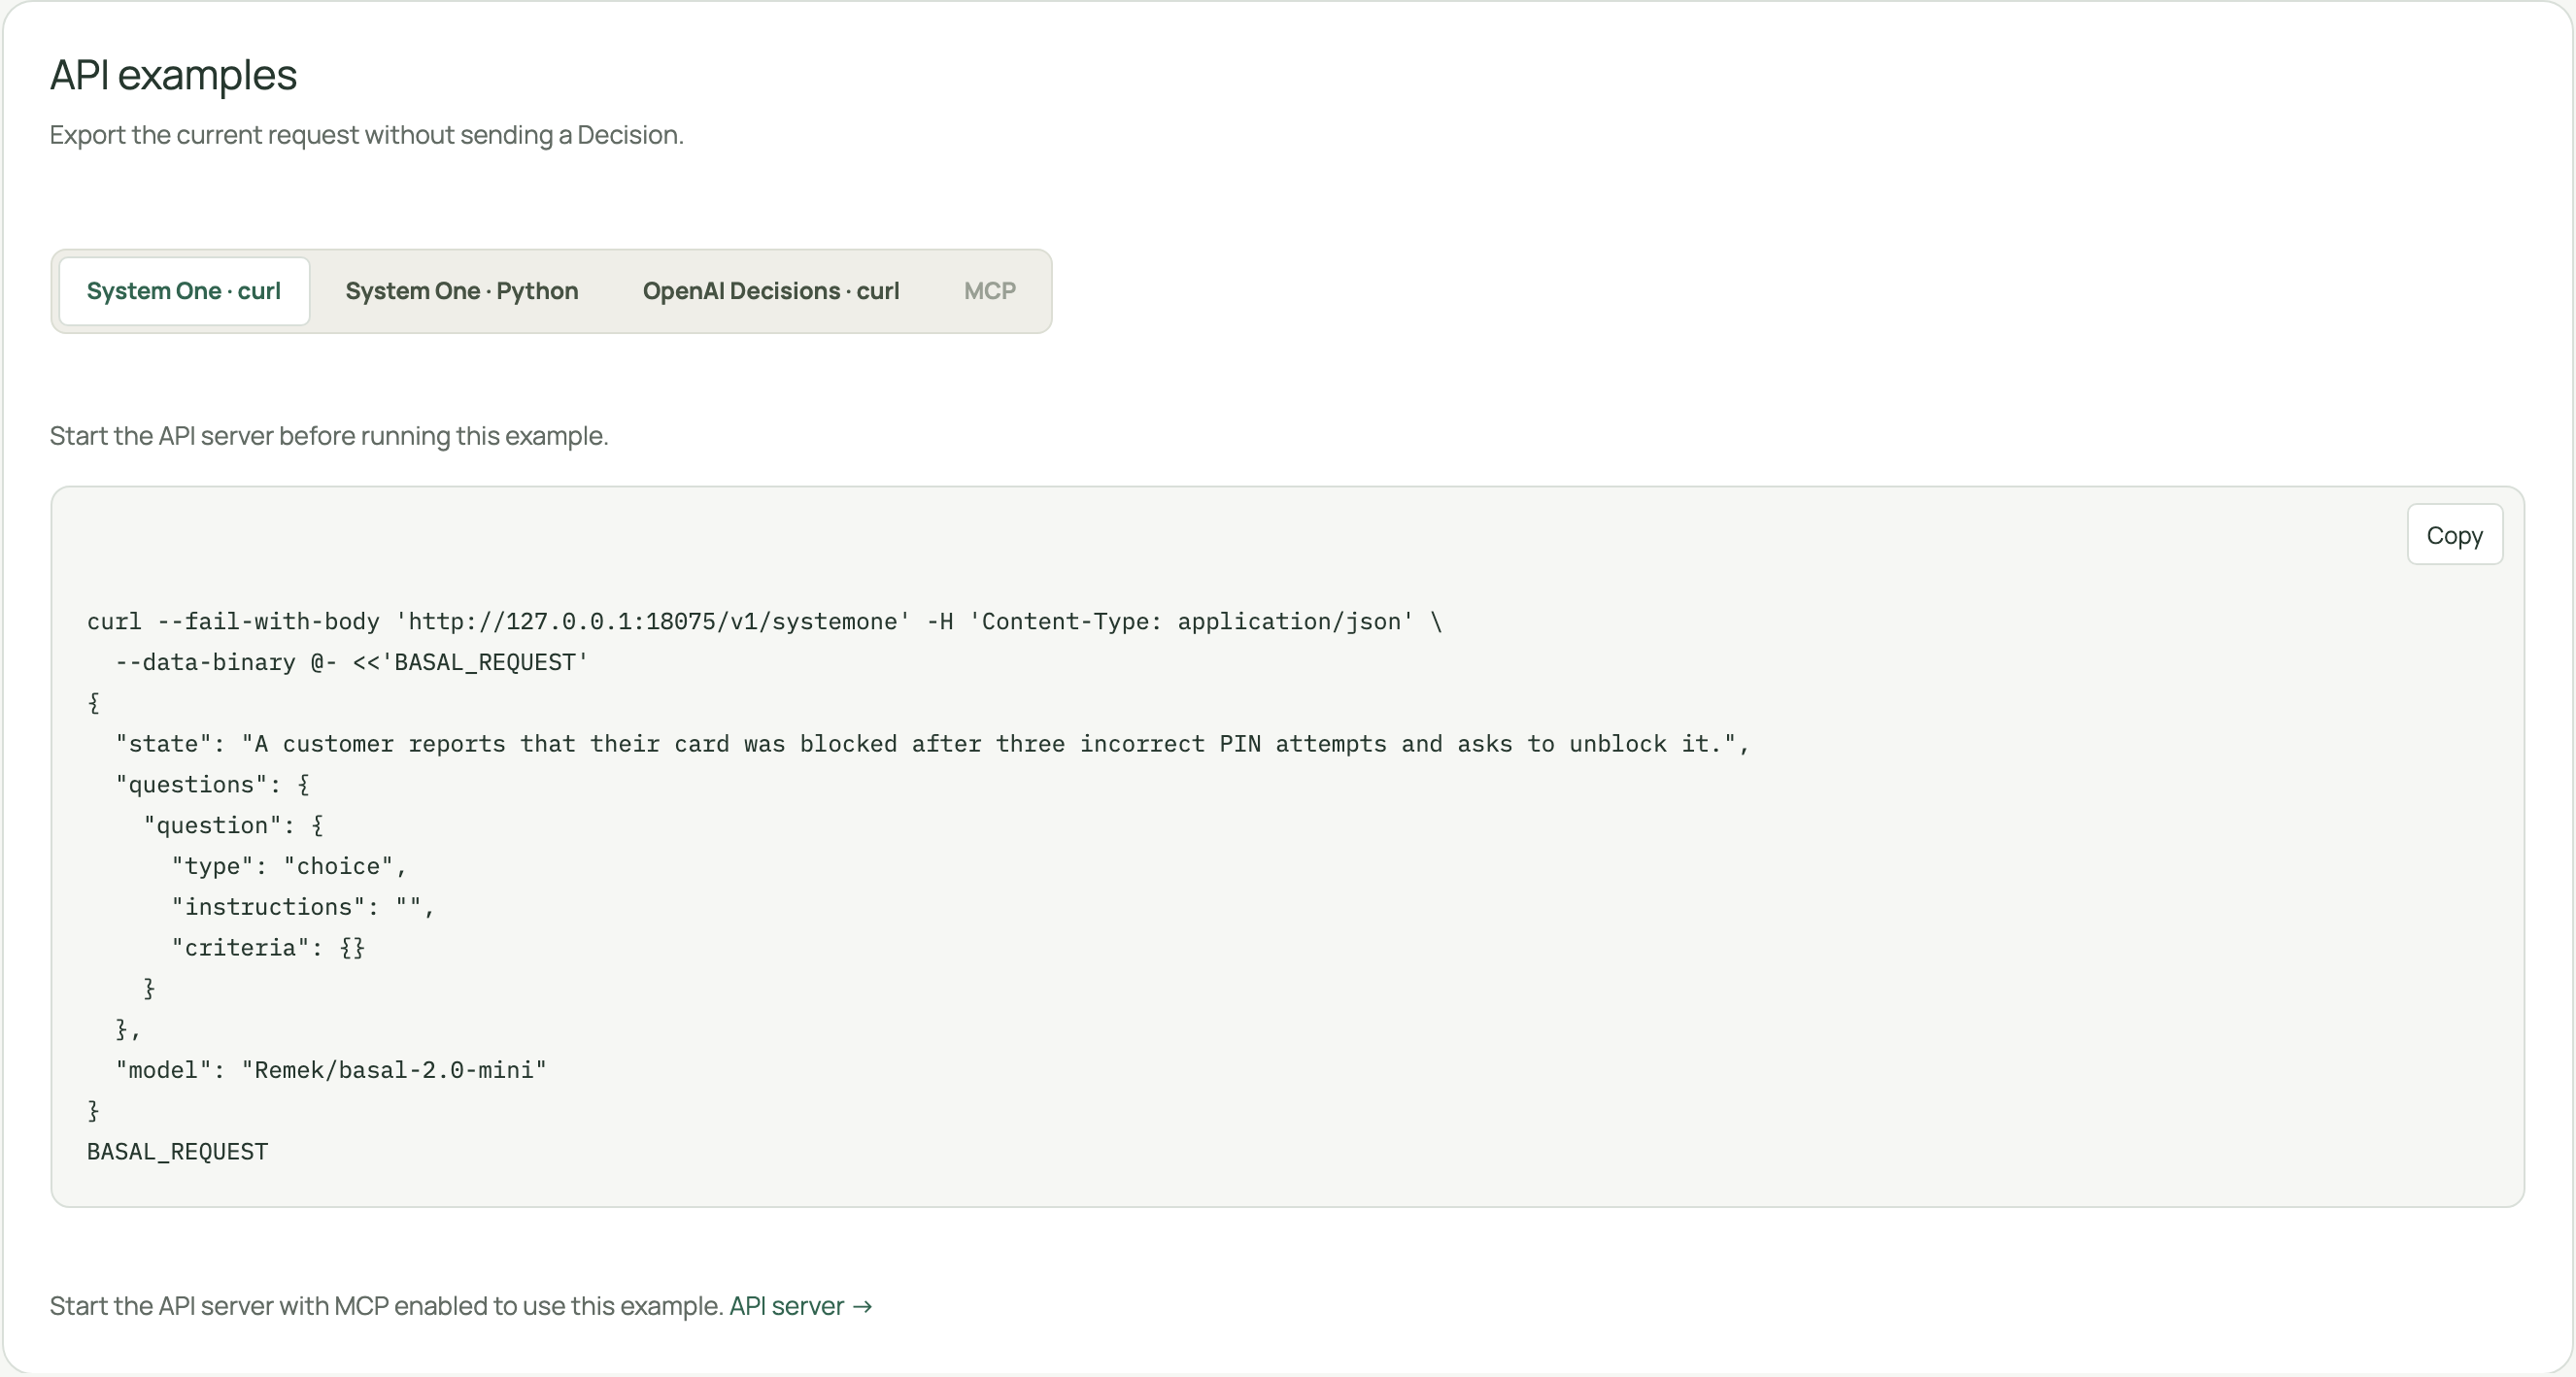 API examples
Export the current request without sending a Decision.
System One · curl
System One · Python
OpenAI Decisions · curl
MCP
Start the API server before running this example.
Copy
curl --fail-with-body 'http://127.0.0.1:18075/v1/systemone' -H 'Content-Type: application/json' \
  --data-binary @- <<'BASAL_REQUEST'
{
  "state": "A customer reports that their card was blocked after three incorrect PIN attempts and asks to unblock it.",
  "questions": {
    "question": {
      "type": "choice",
      "instructions": "",
      "criteria": {}
    }
  },
  "model": "Remek/basal-2.0-mini"
}
BASAL_REQUEST
Start the API server with MCP enabled to use this example. API server →